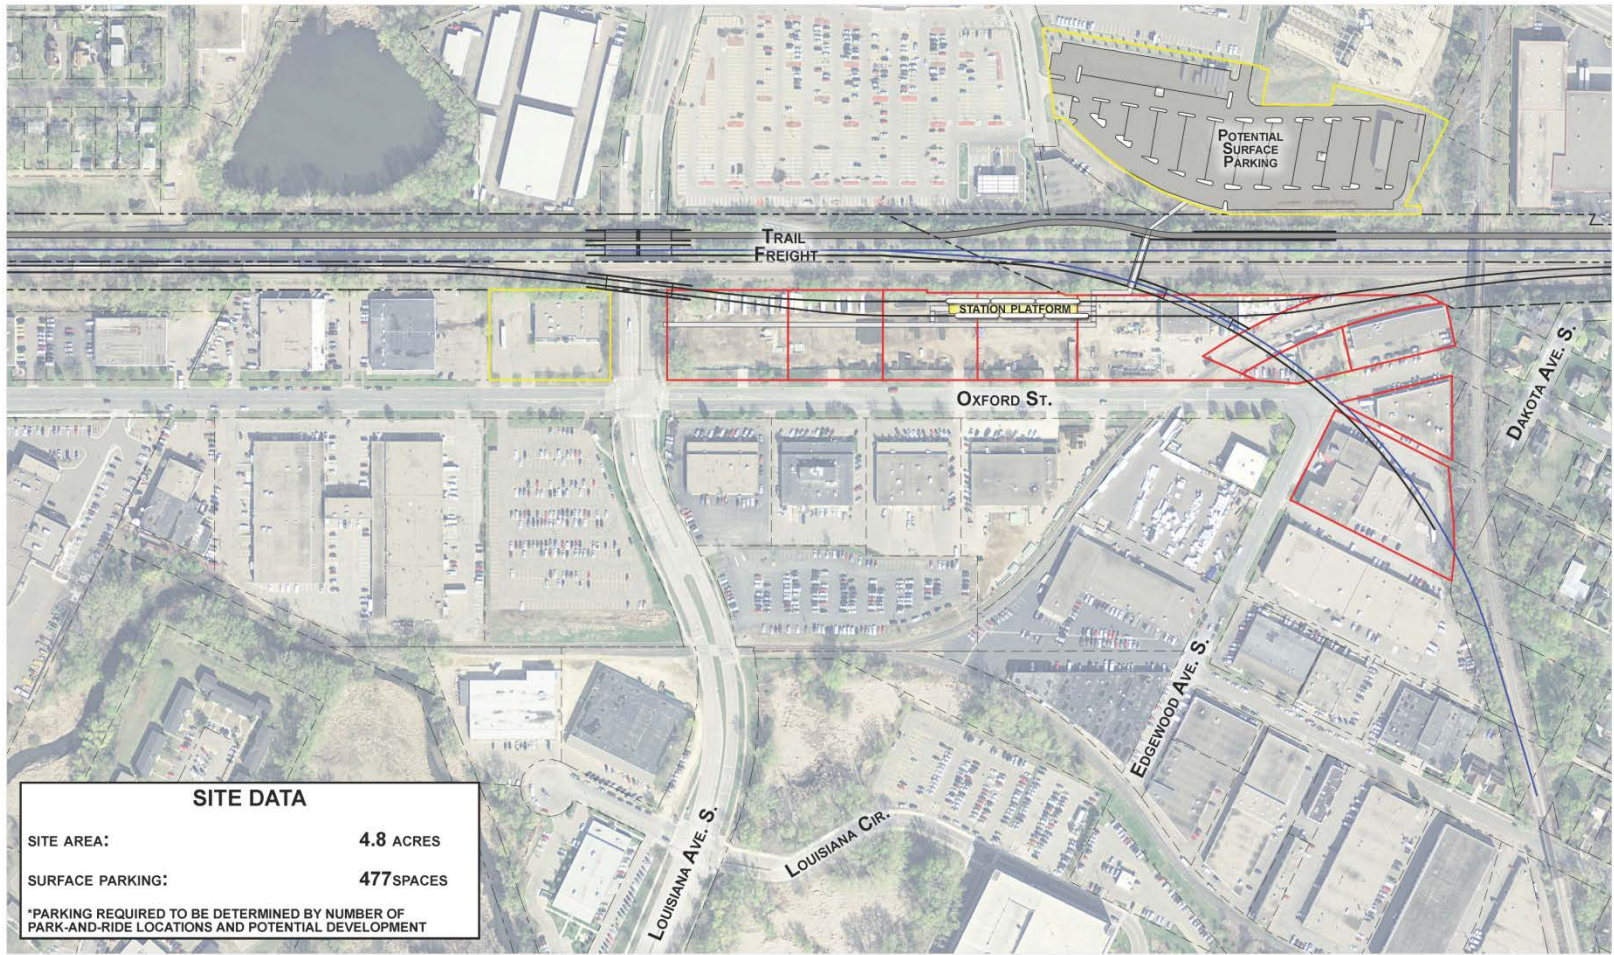 POTENTIAL
SURFACE
PARKING
TRAIL
FREIGHT
STATION PLATFORM
OXFORD ST.
DAKOTA AVE. S.
EDGEWOOD AVE. S.
LOUISIANA AVE. S.
LOUISIANA CIR.
SITE DATA
SITE AREA: 4.8 ACRES
SURFACE PARKING: 477 SPACES
*PARKING REQUIRED TO BE DETERMINED BY NUMBER OF
PARK-AND-RIDE LOCATIONS AND POTENTIAL DEVELOPMENT